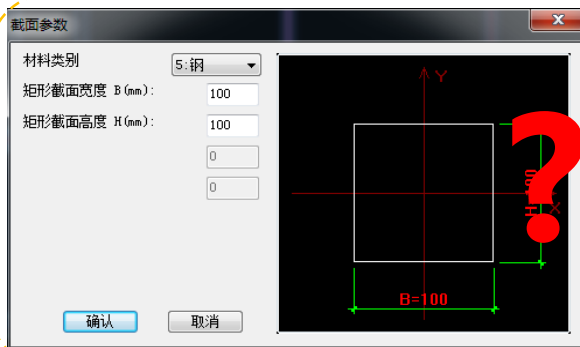 截面参数
材料类别 5:钢
矩形截面宽度 B(mm): 100
矩形截面高度 H(mm): 100
0
0
确认 取消
Y
X
H=100
B=100
?